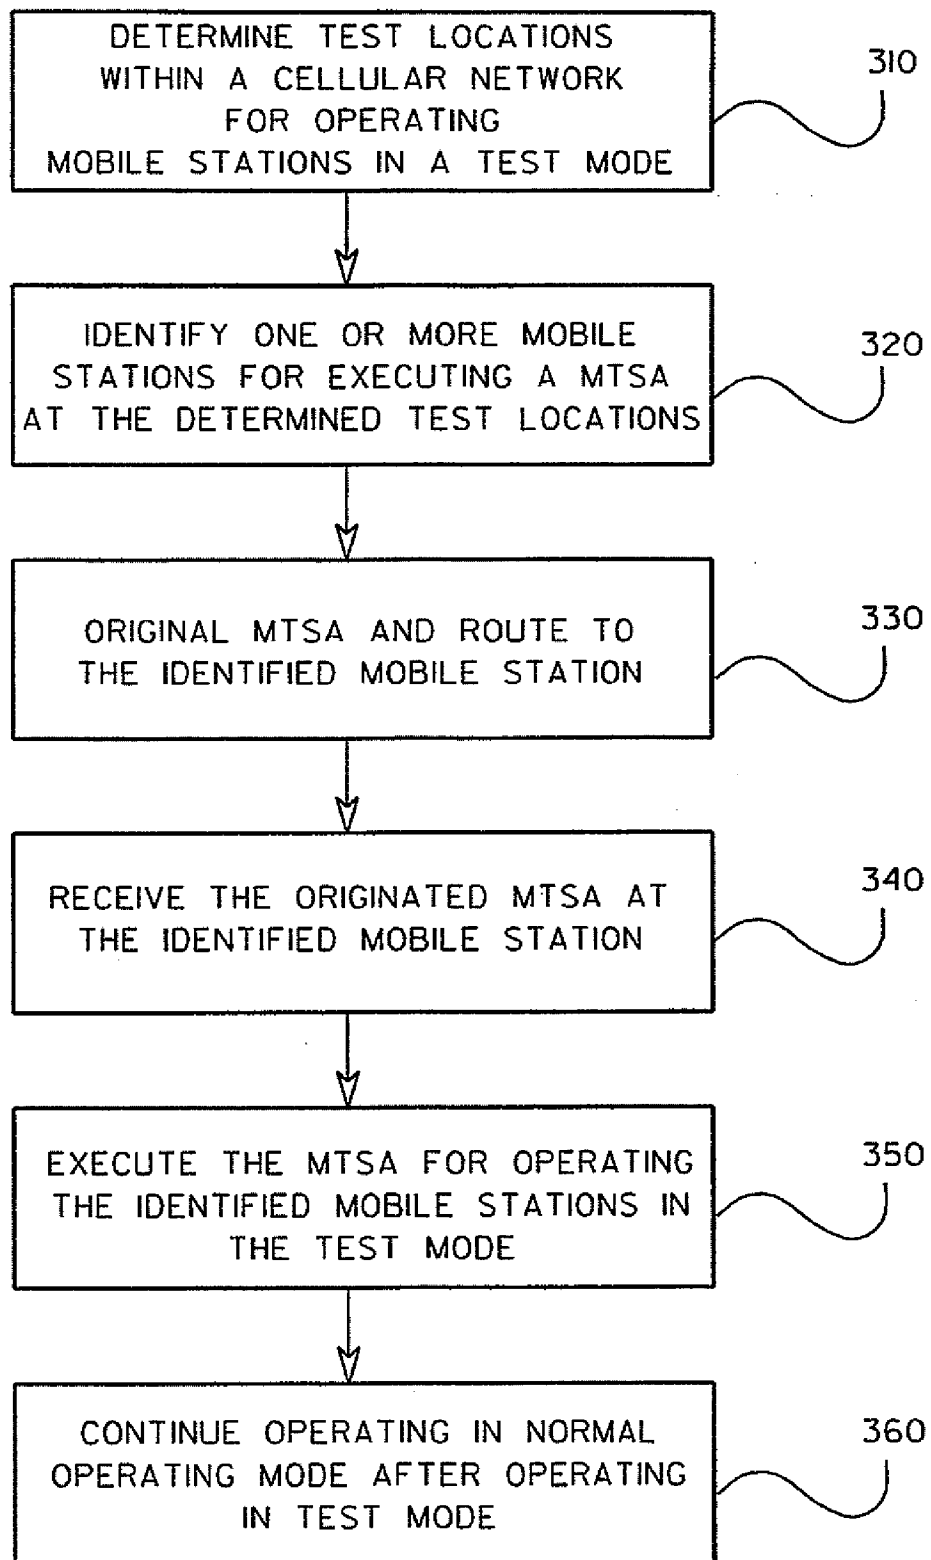 DETERMINE TEST LOCATIONS
WITHIN A CELLULAR NETWORK
FOR OPERATING
MOBILE STATIONS IN A TEST MODE
310
IDENTIFY ONE OR MORE MOBILE
STATIONS FOR EXECUTING A MTSA
AT THE DETERMINED TEST LOCATIONS
320
ORIGINAL MTSA AND ROUTE TO
THE IDENTIFIED MOBILE STATION
330
RECEIVE THE ORIGINATED MTSA AT
THE IDENTIFIED MOBILE STATION
340
EXECUTE THE MTSA FOR OPERATING
THE IDENTIFIED MOBILE STATIONS IN
THE TEST MODE
350
CONTINUE OPERATING IN NORMAL
OPERATING MODE AFTER OPERATING
IN TEST MODE
360